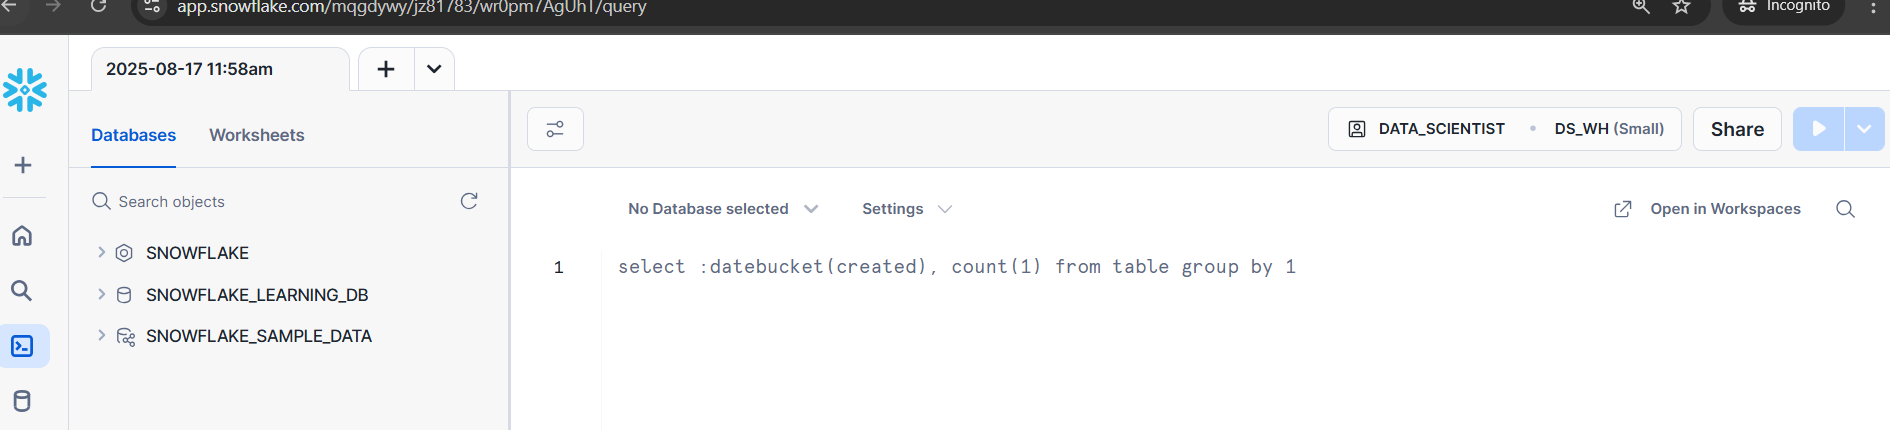 app.snowflake.com/mqgdywy/jz81783/wr0pm7AgUhT/query
Incognito
2025-08-17 11:58am
Databases
Worksheets
DATA_SCIENTIST
DS_WH (Small)
Share
Search objects
No Database selected
Settings
Open in Workspaces
SNOWFLAKE
SNOWFLAKE_LEARNING_DB
SNOWFLAKE_SAMPLE_DATA
1
select :datebucket(created), count(1) from table group by 1